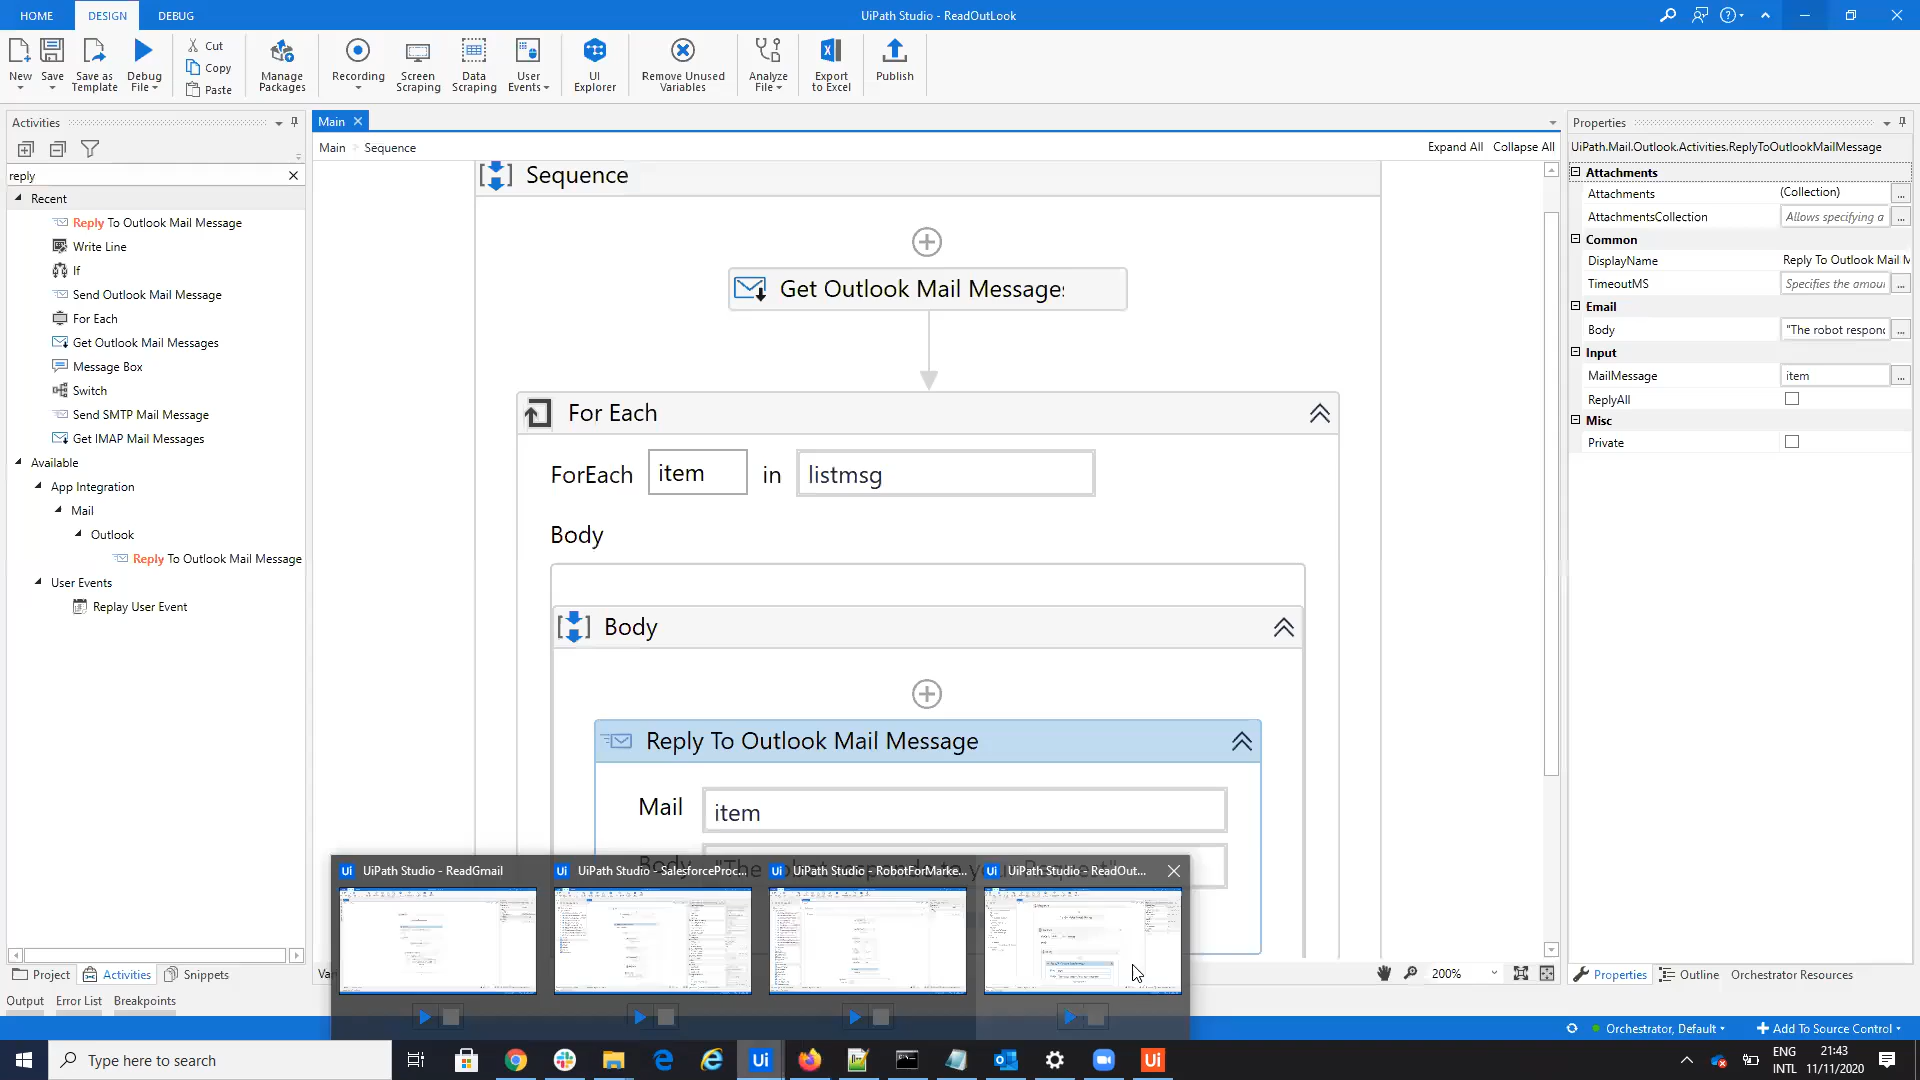 HOME
DESIGN
DEBUG
UiPath Studio - ReadOutLook
New
Save
Save as Template
Debug File
Cut
Copy
Paste
Manage Packages
Recording
Screen Scraping
Data Scraping
User Events
UI Explorer
Remove Unused Variables
Analyze File
Export to Excel
Publish
Activities
Main
Properties
Main
Sequence
Expand All
Collapse All
UiPath.Mail.Outlook.Activities.ReplyToOutlookMailMessage
reply
Recent
Reply To Outlook Mail Message
Write Line
If
Send Outlook Mail Message
For Each
Get Outlook Mail Messages
Message Box
Switch
Send SMTP Mail Message
Get IMAP Mail Messages
Available
App Integration
Mail
Outlook
Reply To Outlook Mail Message
User Events
Replay User Event
Sequence
Get Outlook Mail Messages
For Each
ForEach item in listmsg
Body
Body
Reply To Outlook Mail Message
Mail item
Body "The robot responds to your Request"
Attachments
Attachments (Collection)
AttachmentsCollection Allows specifying a
Common
DisplayName Reply To Outlook Mail M
TimeoutMS Specifies the amou
Email
Body "The robot respond
Input
MailMessage item
ReplyAll
Misc
Private
UiPath Studio - ReadGmail
UiPath Studio - SalesforceProc...
UiPath Studio - RobotForMarke...
UiPath Studio - ReadOut...
Project
Activities
Snippets
Var
200%
Properties
Outline
Orchestrator Resources
Output
Error List
Breakpoints
Orchestrator, Default
Add To Source Control
Type here to search
ENG
INTL
21:43
11/11/2020